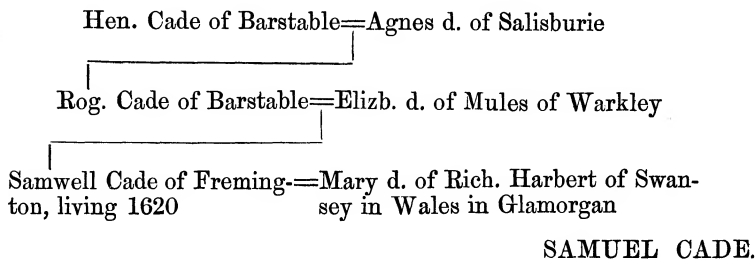 Hen. Cade of Barstable=Agnes d. of Salisburie
Rog. Cade of Barstable=Elizb. d. of Mules of Warkley
Samwell Cade of Freming-=Mary d. of Rich. Harbert of Swan-
ton, living 1620 sey in Wales in Glamorgan
SAMUEL CADE.